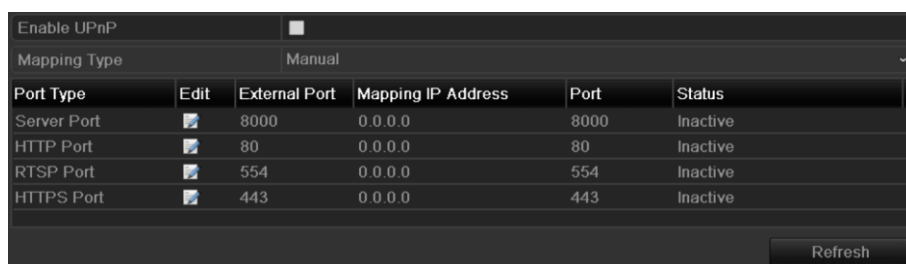 Enable UPnP
Mapping Type Manual
Port Type Edit External Port Mapping IP Address Port Status
Server Port 8000 0.0.0.0 8000 Inactive
HTTP Port 80 0.0.0.0 80 Inactive
RTSP Port 554 0.0.0.0 554 Inactive
HTTPS Port 443 0.0.0.0 443 Inactive
Refresh